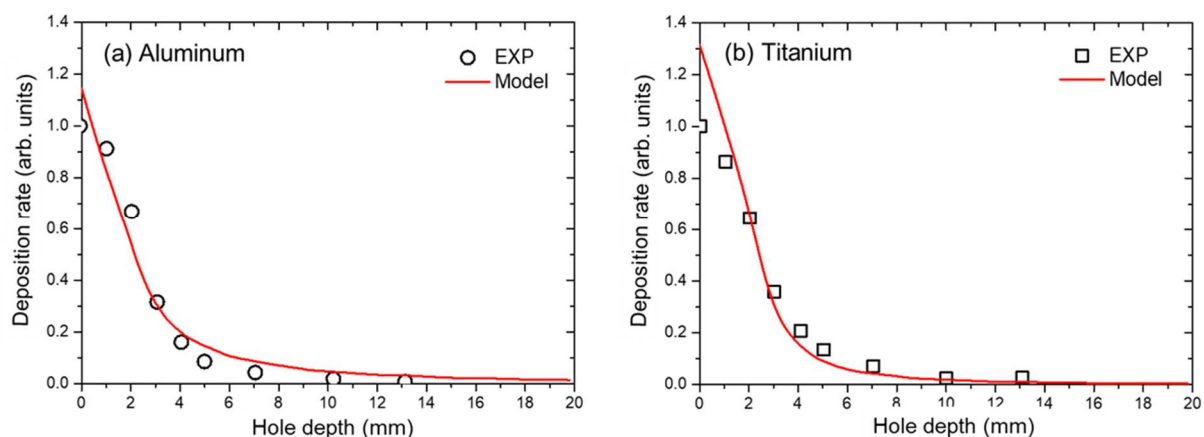 (a) Aluminum
EXP
Model
Deposition rate (arb. units)
1.4
1.2
1.0
0.8
0.6
0.4
0.2
0.0
0 2 4 6 8 10 12 14 16 18 20
Hole depth (mm)
(b) Titanium
EXP
Model
Deposition rate (arb. units)
1.4
1.2
1.0
0.8
0.6
0.4
0.2
0.0
0 2 4 6 8 10 12 14 16 18 20
Hole depth (mm)